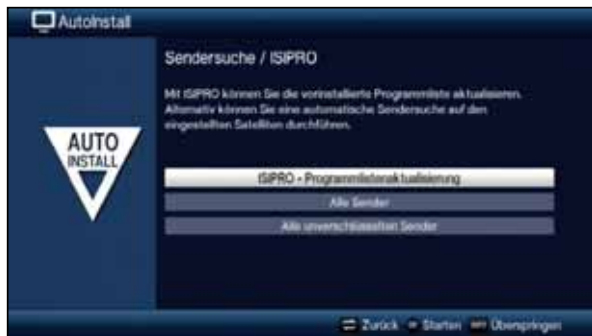 AutoInstall
Sendersuche / ISIPRO
Mit ISIPRO können Sie die vorinstallierte Programmliste aktualisieren.
Alternativ können Sie eine automatische Sendersuche auf den
eingestellten Satelliten durchführen.
AUTO
INSTALL
ISIPRO - Programmlistenaktualisierung
Alle Sender
Alle unverschlüsselten Sender
Zurück Starten Überspringen